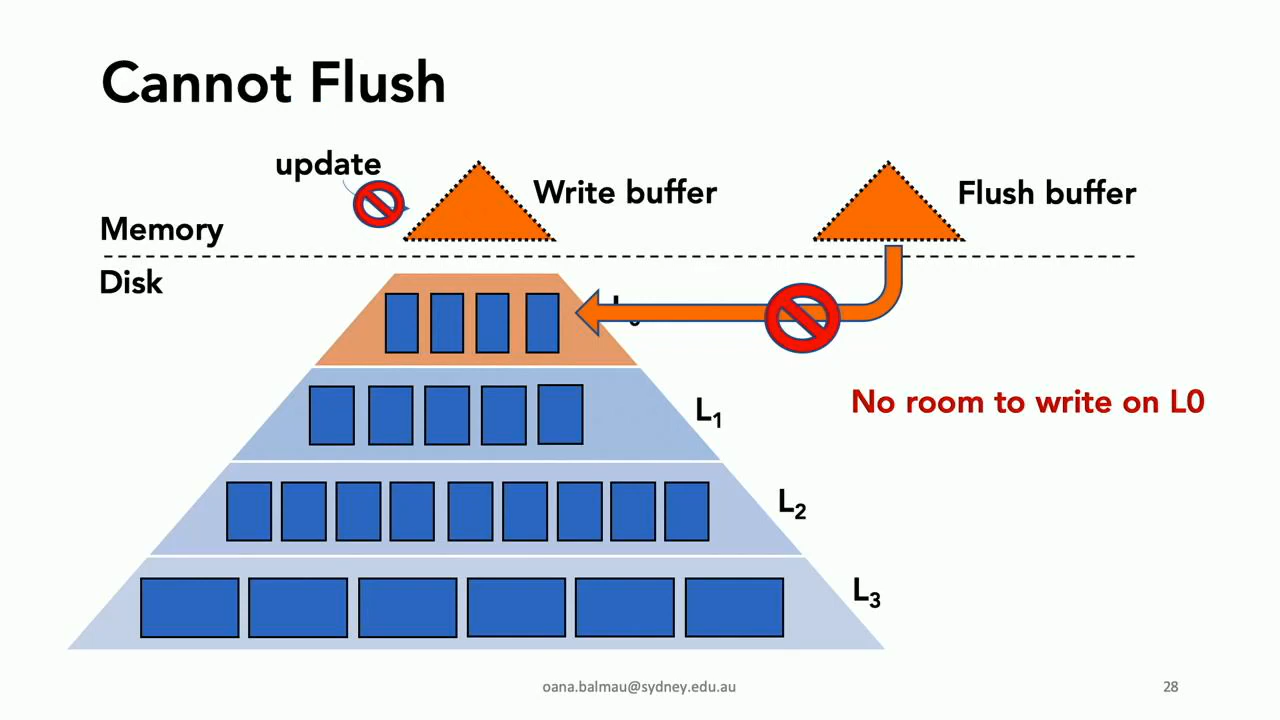 Cannot Flush
update
Write buffer
Flush buffer
Memory
Disk
L1
No room to write on L0
L2
L3
oana.balmau@sydney.edu.au
28